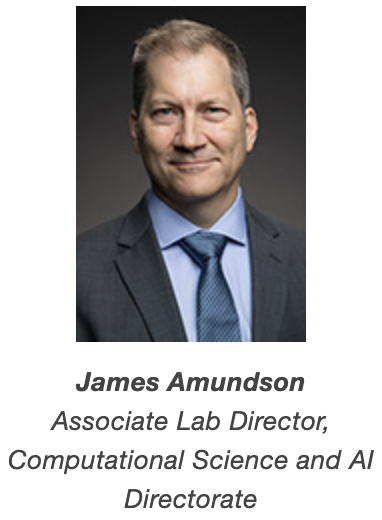 James Amundson
Associate Lab Director,
Computational Science and AI
Directorate